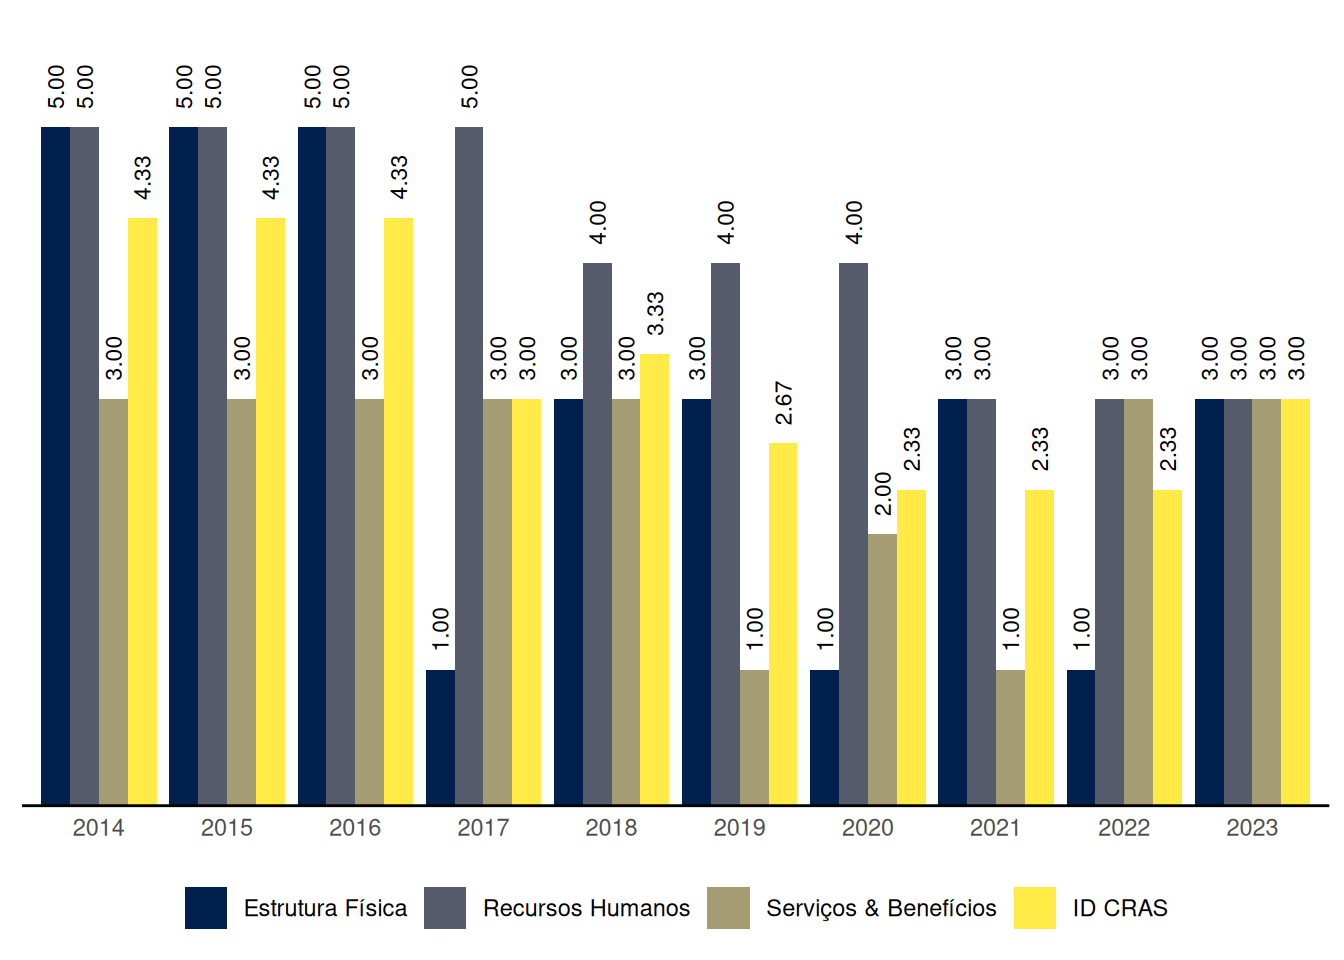 5.00 5.00 3.00 4.33
5.00 5.00 3.00 4.33
5.00 5.00 3.00 4.33
1.00 5.00 3.00 3.00
3.00 4.00 3.00 3.33
3.00 4.00 1.00 2.67
1.00 4.00 2.00 2.33
3.00 3.00 1.00 2.33
1.00 3.00 3.00 2.33
3.00 3.00 3.00 3.00
2014 2015 2016 2017 2018 2019 2020 2021 2022 2023
Estrutura Física Recursos Humanos Serviços & Benefícios ID CRAS